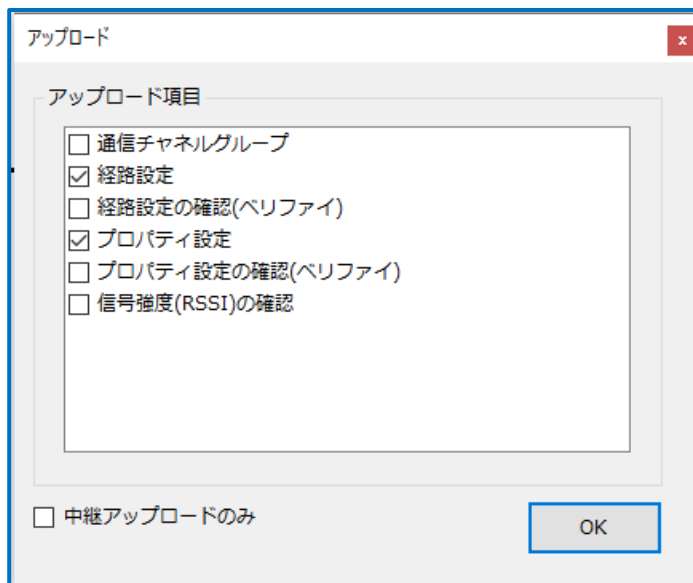 アップロード
x
アップロード項目
通信チャネルグループ
経路設定
経路設定の確認(ベリファイ)
プロパティ設定
プロパティ設定の確認(ベリファイ)
信号強度(RSSI)の確認
中継アップロードのみ
OK